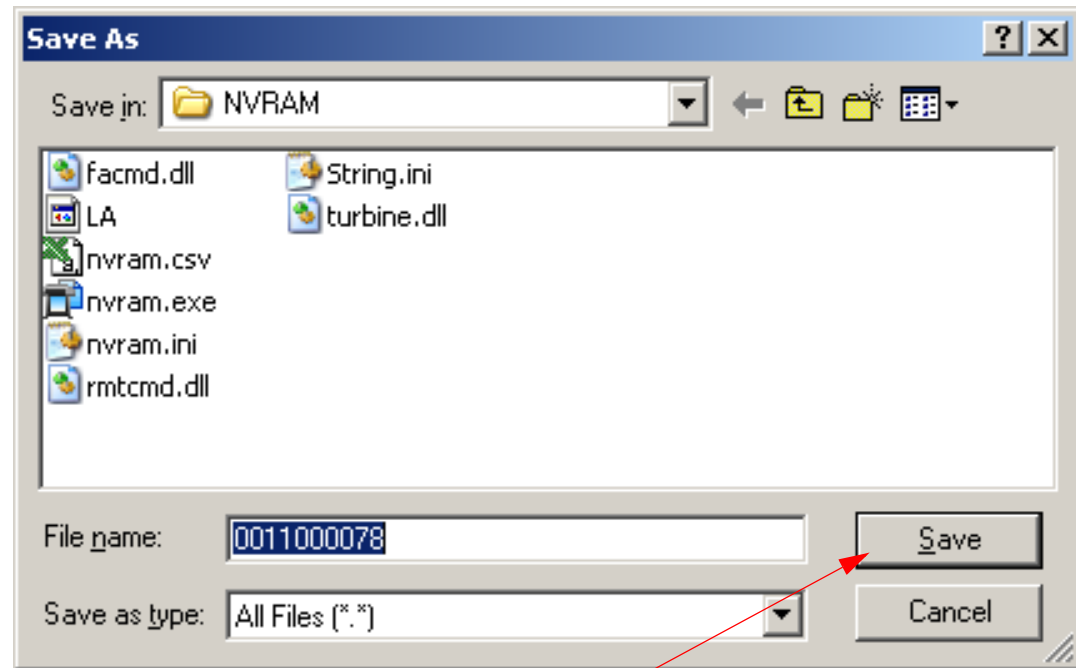 Save As
Save in: NVRAM
facmd.dll
LA
nvram.csv
nvram.exe
nvram.ini
rmtcmd.dll
String.ini
turbine.dll
File name: 0011000078
Save
Save as type: All Files (*.*)
Cancel